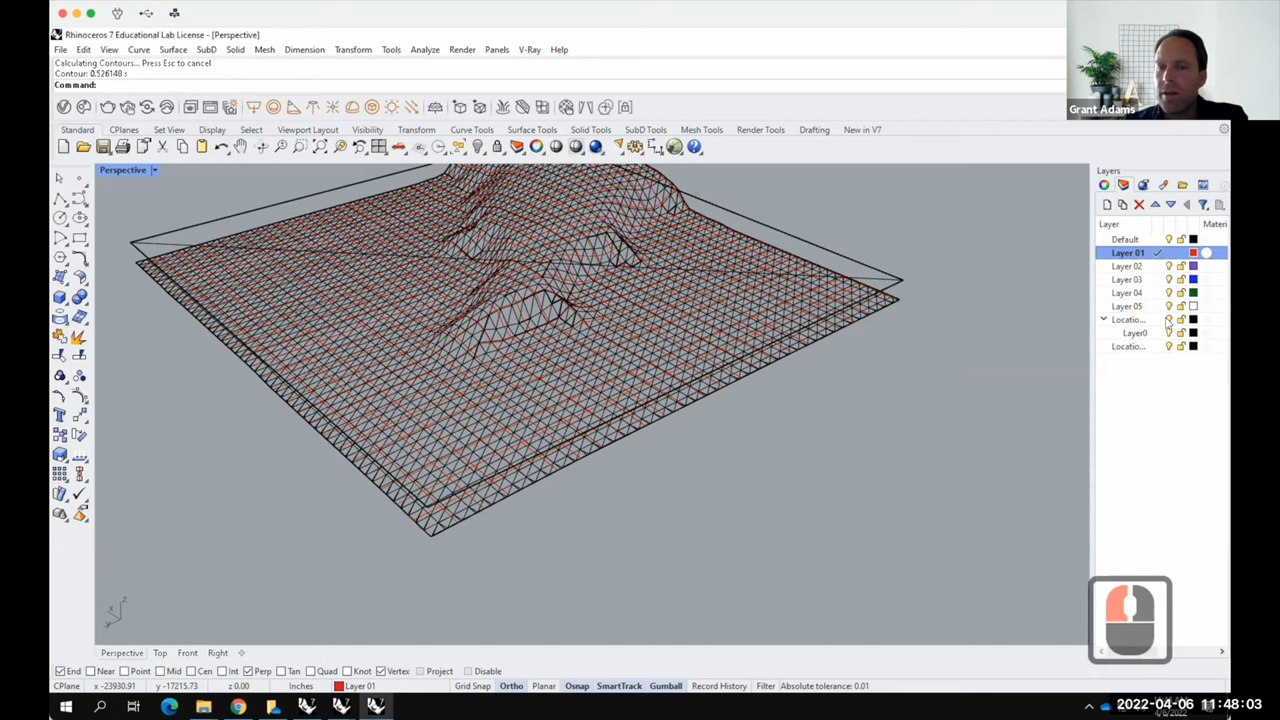 Rhinoceros 7 Educational Lab License - [Perspective]
File Edit View Curve Surface SubD Solid Mesh Dimension Transform Tools Analyze Render Panels V-Ray Help
Calculating Contours... Press Esc to cancel
Contour: 0.526148 s
Command:
Grant Adams
Standard CPlanes Set View Display Select Viewport Layout Visibility Transform Curve Tools Surface Tools Solid Tools SubD Tools Mesh Tools Render Tools Drafting New in V7
Perspective
Layers
Layer Materi
Default
Layer 01
Layer 02
Layer 03
Layer 04
Layer 05
Locatio...
Layer0
Locatio...
z
x
y
Perspective Top Front Right
End Near Point Mid Cen Int Perp Tan Quad Knot Vertex Project Disable
CPlane x -23930.91 y -17215.73 z 0.00 Inches Layer 01 Grid Snap Ortho Planar Osnap SmartTrack Gumball Record History Filter Absolute tolerance: 0.01
2022-04-06 11:48:03